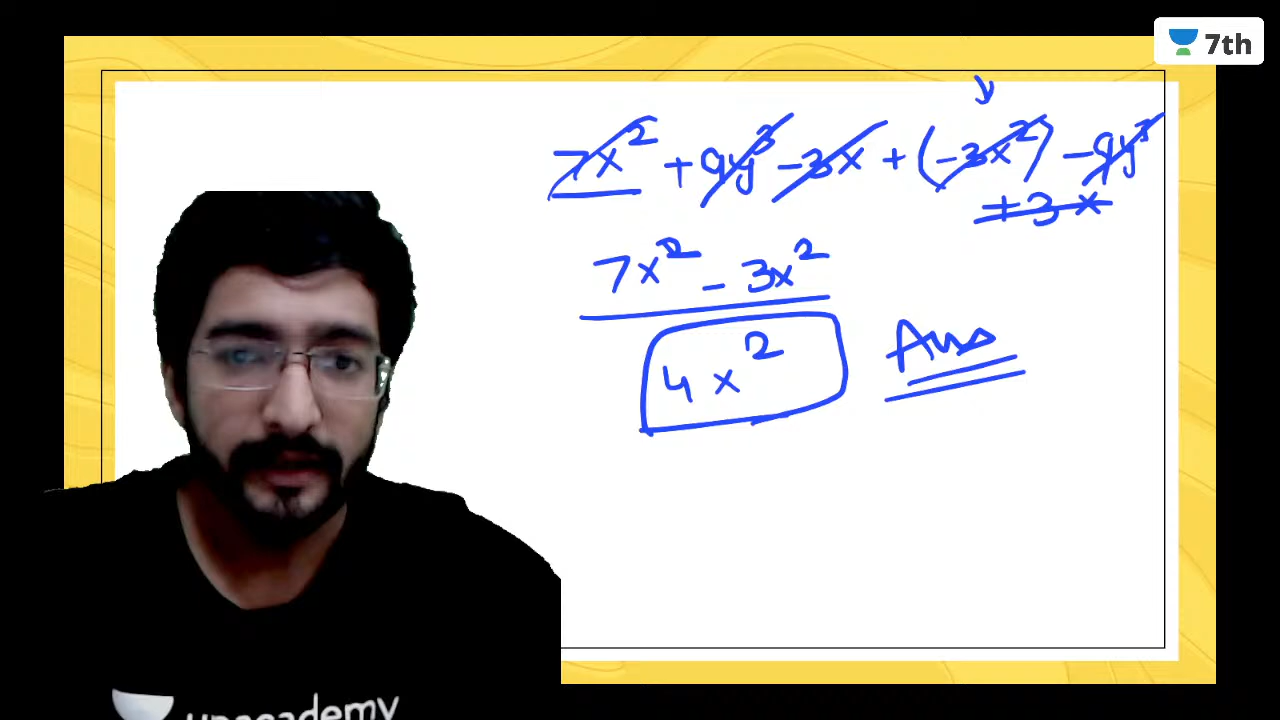 7th
7x² + 9y³ - 3x + (-3x²) - 9y³
+ 3x
7x² - 3x²
4x² Ans
unacademy